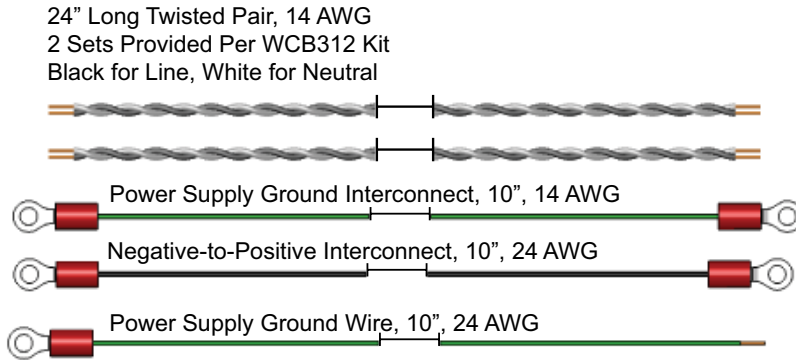 24” Long Twisted Pair, 14 AWG
2 Sets Provided Per WCB312 Kit
Black for Line, White for Neutral
Power Supply Ground Interconnect, 10”, 14 AWG
Negative-to-Positive Interconnect, 10”, 24 AWG
Power Supply Ground Wire, 10”, 24 AWG